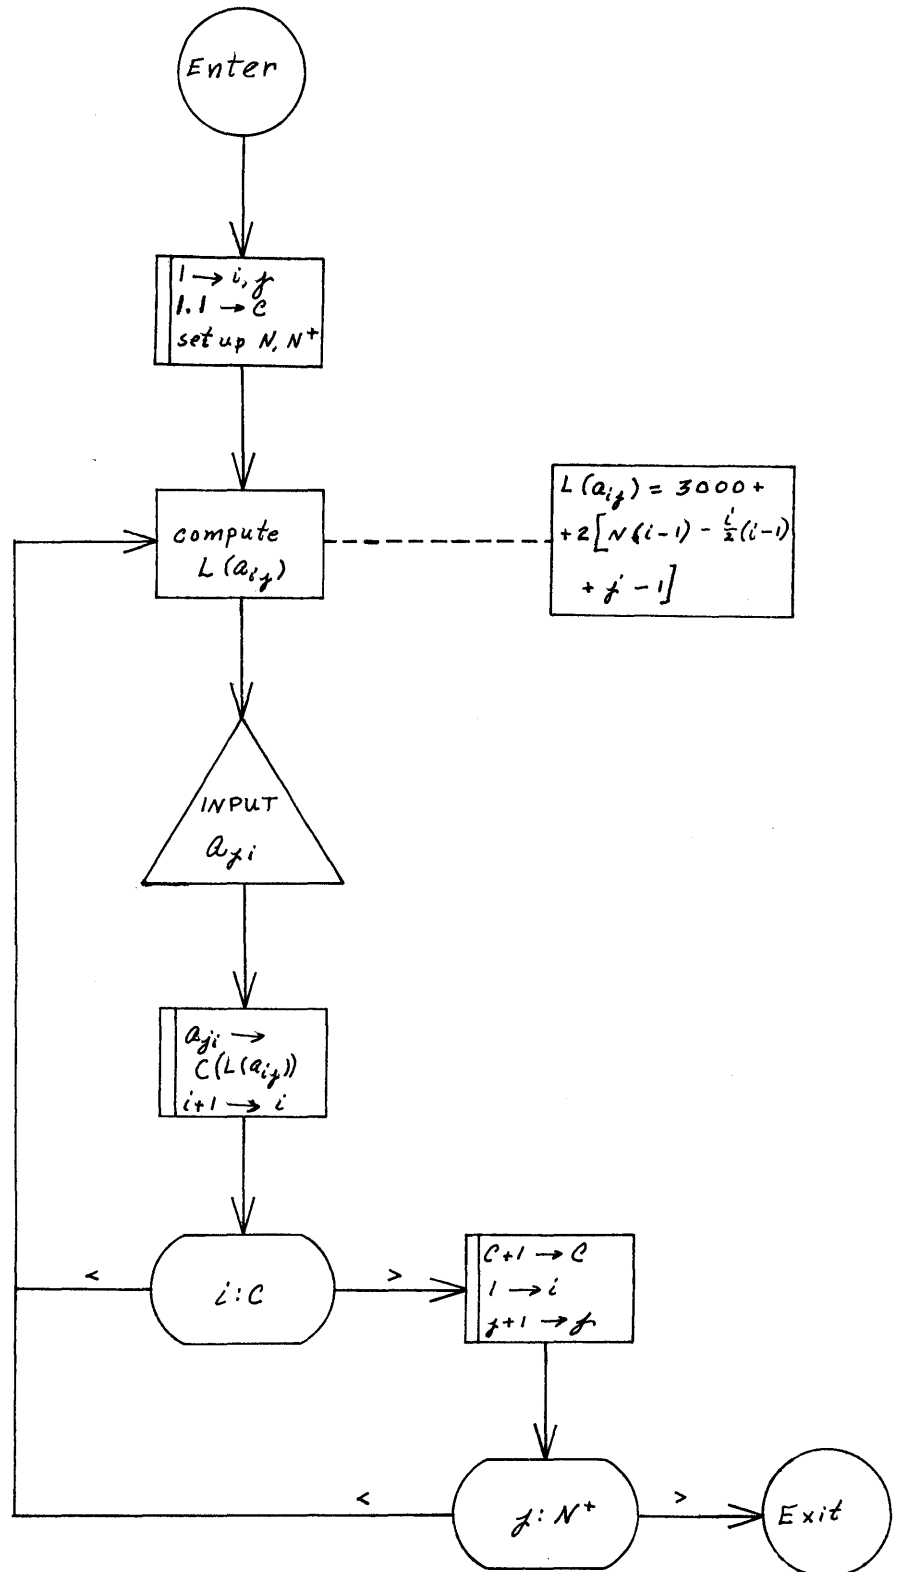 Enter
1 → i, j
1.1 → C
set up N, N⁺
compute
L(a_ij)
L(a_ij) = 3000 +
+2[N(i-1) - i/2(i-1)
+ j - 1]
INPUT
a_ji
a_ji →
C(L(a_ij))
i+1 → i
< i:C >
C+1 → C
1 → i
j+1 → j
< j:N⁺ >
Exit